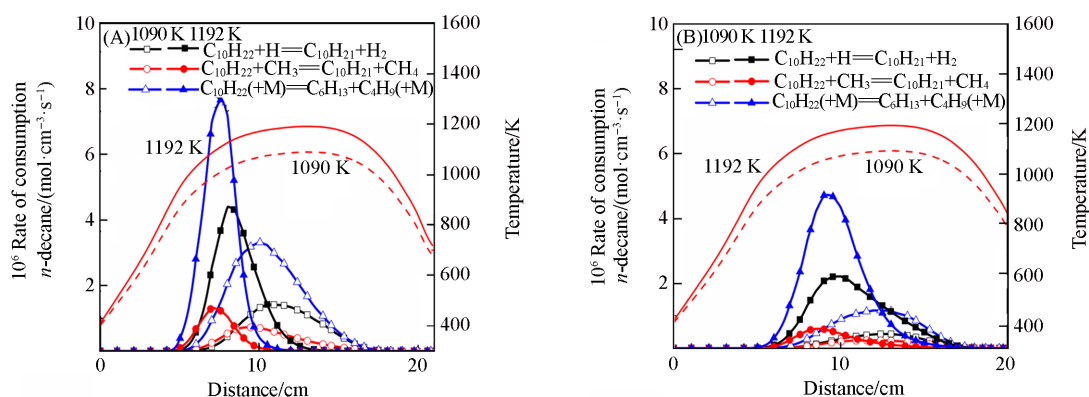 (A) 1090 K 1192 K
C₁₀H₂₂+H═C₁₀H₂₁+H₂
C₁₀H₂₂+CH₃═C₁₀H₂₁+CH₄
C₁₀H₂₂(+M)═C₆H₁₃+C₄H₉(+M)
1192 K
1090 K
10⁶ Rate of consumption
n-decane/(mol·cm⁻³·s⁻¹)
10
8
6
4
2
0 5 10 15 20
Distance/cm
1600
1400
1200
1000
800
600
400
Temperature/K
(B) 1090 K 1192 K
C₁₀H₂₂+H═C₁₀H₂₁+H₂
C₁₀H₂₂+CH₃═C₁₀H₂₁+CH₄
C₁₀H₂₂(+M)═C₆H₁₃+C₄H₉(+M)
1192 K
1090 K
10⁶ Rate of consumption
n-decane/(mol·cm⁻³·s⁻¹)
10
8
6
4
2
0 5 10 15 20
Distance/cm
1600
1400
1200
1000
800
600
400
Temperature/K